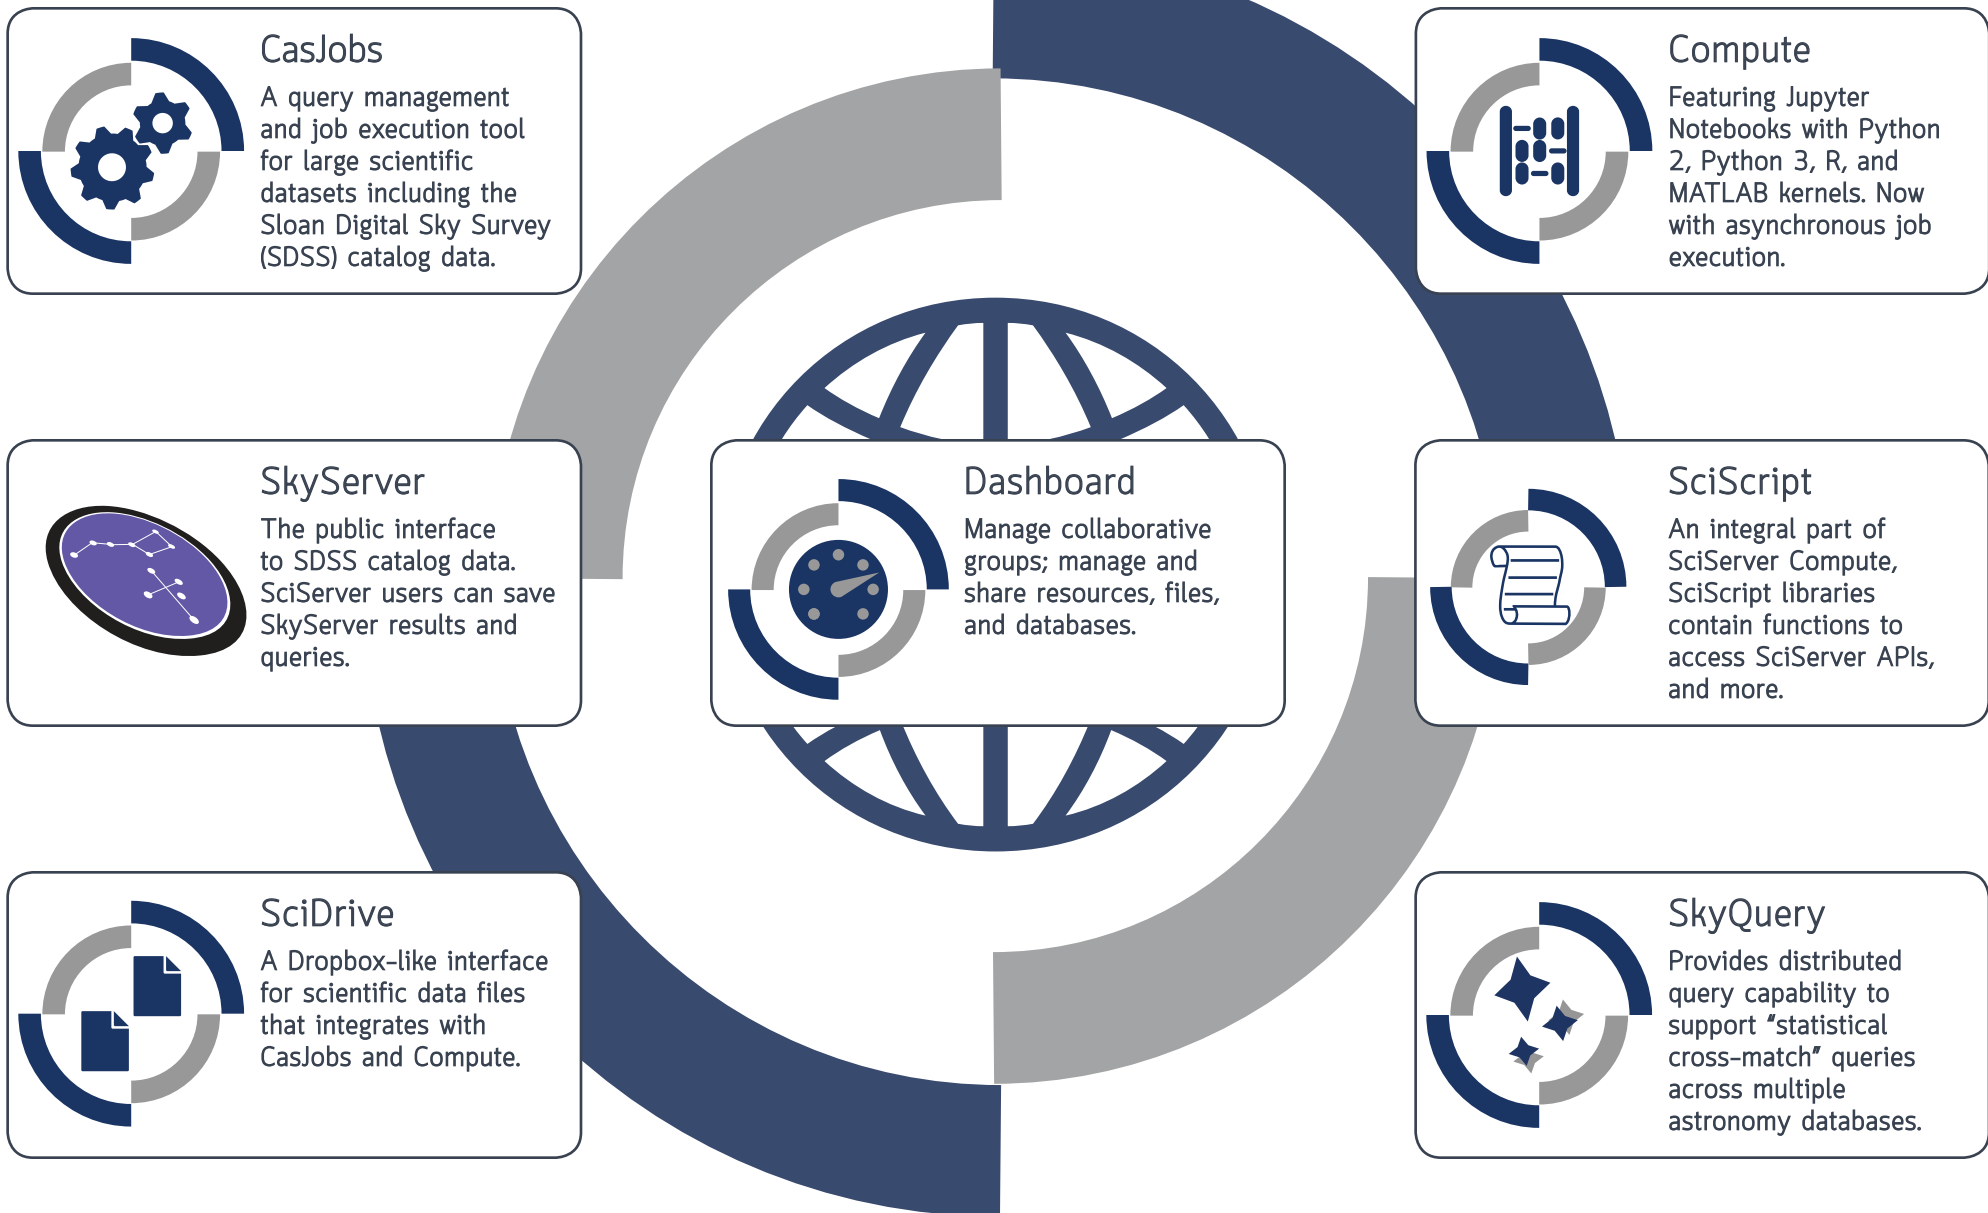 CasJobs
A query management
and job execution tool
for large scientific
datasets including the
Sloan Digital Sky Survey
(SDSS) catalog data.
Compute
Featuring Jupyter
Notebooks with Python
2, Python 3, R, and
MATLAB kernels. Now
with asynchronous job
execution.
SkyServer
The public interface
to SDSS catalog data.
SciServer users can save
SkyServer results and
queries.
Dashboard
Manage collaborative
groups; manage and
share resources, files,
and databases.
SciScript
An integral part of
SciServer Compute,
SciScript libraries
contain functions to
access SciServer APIs,
and more.
SciDrive
A Dropbox-like interface
for scientific data files
that integrates with
CasJobs and Compute.
SkyQuery
Provides distributed
query capability to
support “statistical
cross-match” queries
across multiple
astronomy databases.